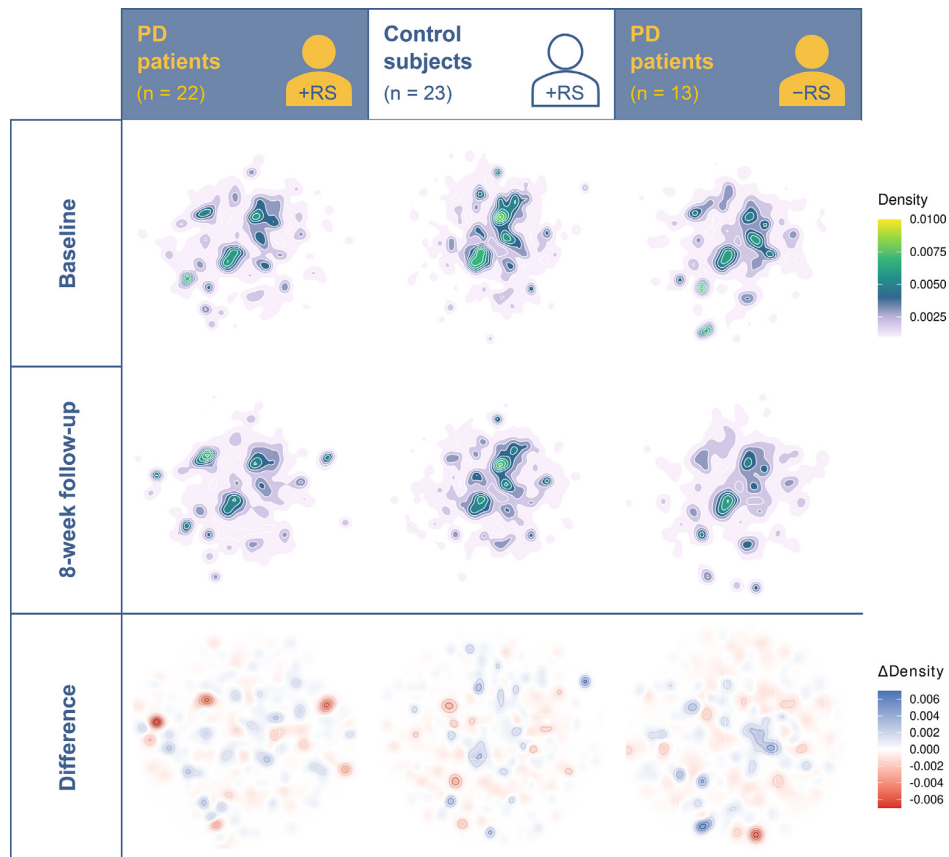 PD
patients
(n = 22)
+RS
Control
subjects
(n = 23)
+RS
PD
patients
(n = 13)
−RS
Baseline
Density
0.0100
0.0075
0.0050
0.0025
8-week follow-up
Difference
ΔDensity
0.006
0.004
0.002
0.000
-0.002
-0.004
-0.006